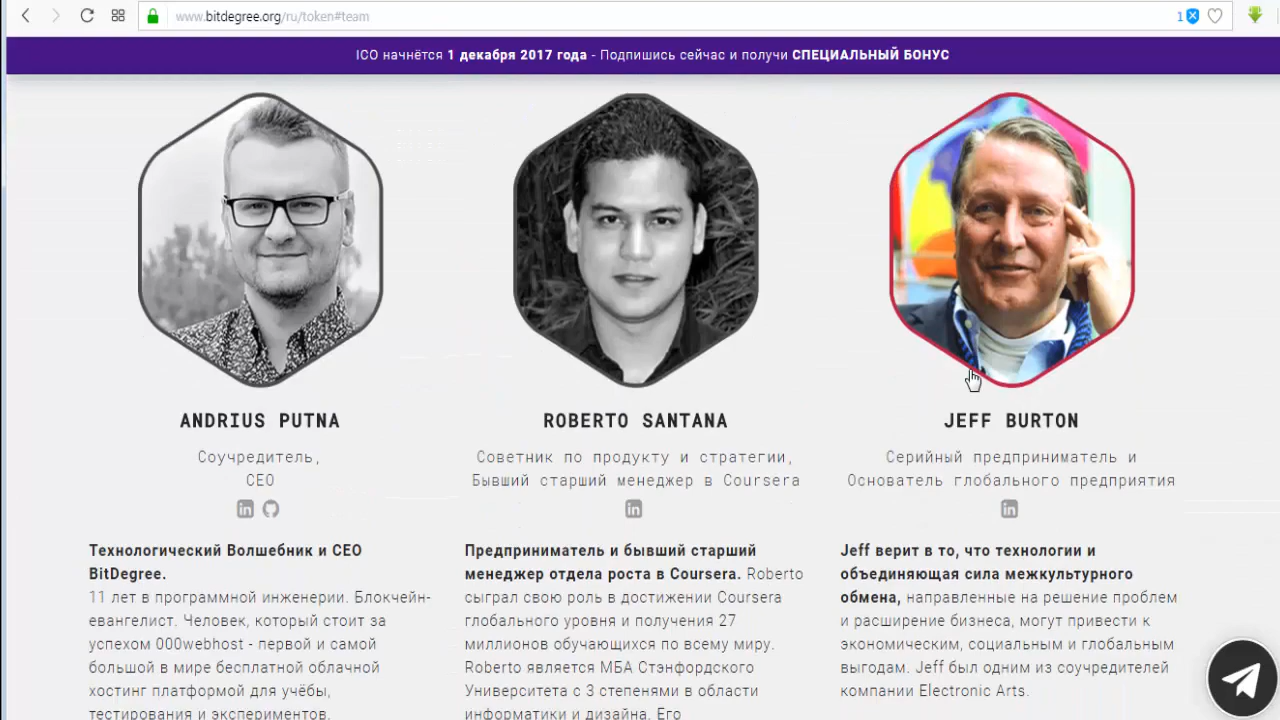 www.bitdegree.org/ru/token#team
1
ICO начнётся 1 декабря 2017 года - Подпишись сейчас и получи СПЕЦИАЛЬНЫЙ БОНУС
ANDRIUS PUTNA
Соучредитель,
CEO
Технологический Волшебник и CEO
BitDegree.
11 лет в программной инженерии. Блокчейн-
евангелист. Человек, который стоит за
успехом 000webhost - первой и самой
большой в мире бесплатной облачной
хостинг платформой для учёбы,
тестирования и экспериментов.
ROBERTO SANTANA
Советник по продукту и стратегии,
Бывший старший менеджер в Coursera
Предприниматель и бывший старший
менеджер отдела роста в Coursera. Roberto
сыграл свою роль в достижении Coursera
глобального уровня и получения 27
миллионов обучающихся по всему миру.
Roberto является МБА Стэнфордского
Университета с 3 степенями в области
информатики и дизайна. Его
JEFF BURTON
Серийный предприниматель и
Основатель глобального предприятия
Jeff верит в то, что технологии и
объединяющая сила межкультурного
обмена, направленные на решение проблем
и расширение бизнеса, могут привести к
экономическим, социальным и глобальным
выгодам. Jeff был одним из соучредителей
компании Electronic Arts.